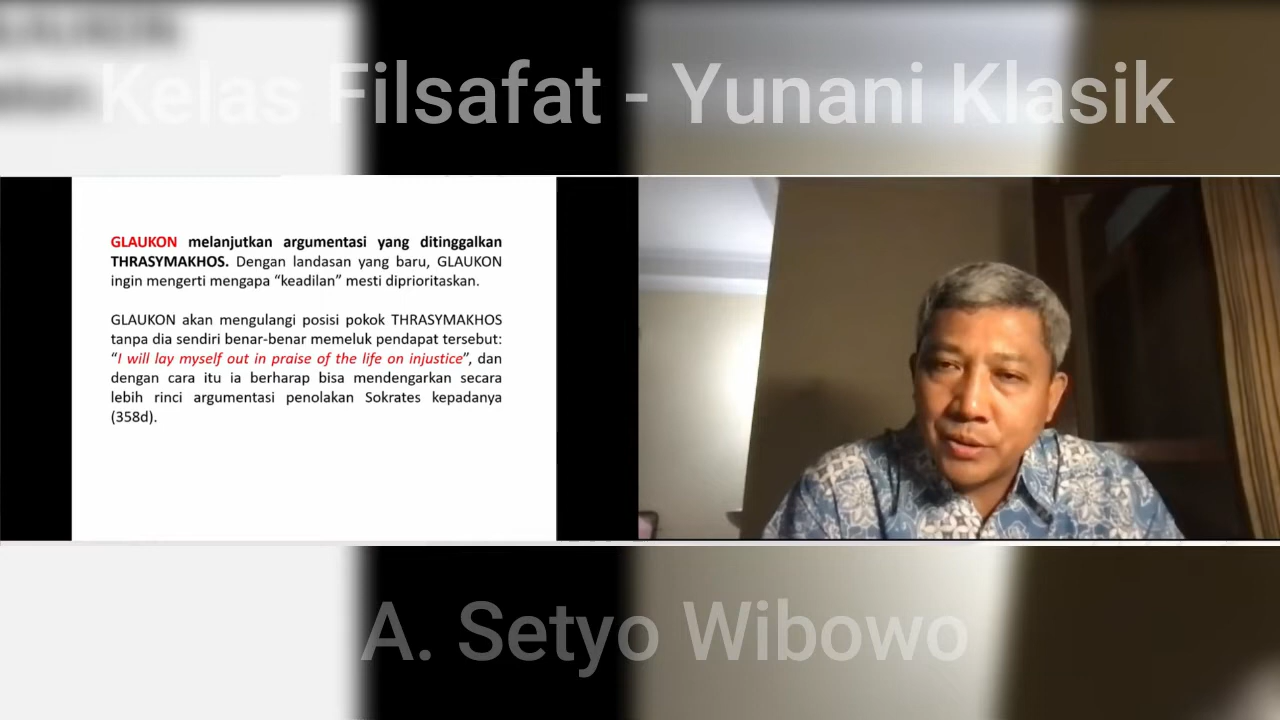 Kelas Filsafat - Yunani Klasik
GLAUKON melanjutkan argumentasi yang ditinggalkan
THRASYMAKHOS. Dengan landasan yang baru, GLAUKON
ingin mengerti mengapa “keadilan” mesti diprioritaskan.
GLAUKON akan mengulangi posisi pokok THRASYMAKHOS
tanpa dia sendiri benar-benar memeluk pendapat tersebut:
“I will lay myself out in praise of the life on injustice”, dan
dengan cara itu ia berharap bisa mendengarkan secara
lebih rinci argumentasi penolakan Sokrates kepadanya
(358d).
A. Setyo Wibowo